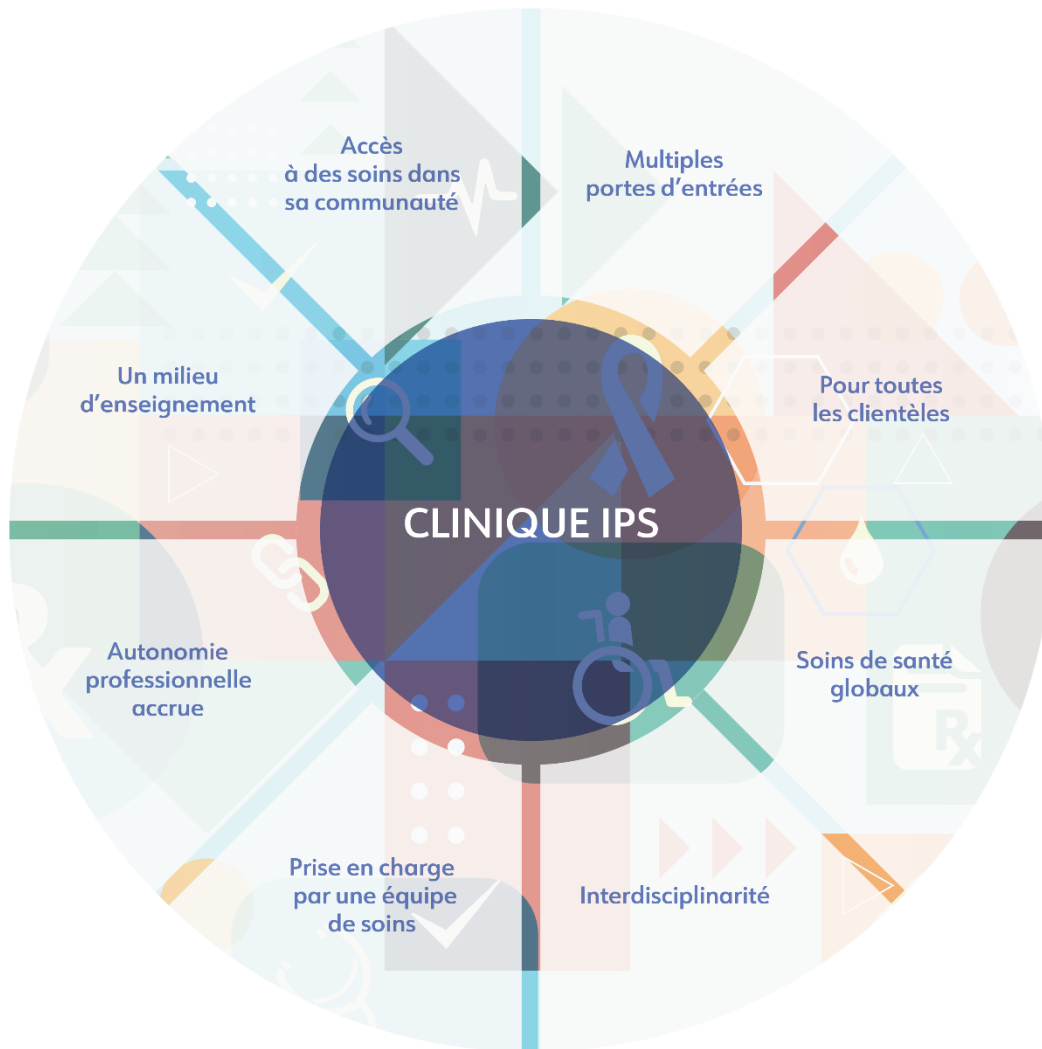 Accès
à des soins dans
sa communauté
Multiples
portes d'entrées
Pour toutes
les clientèles
Soins de santé
globaux
Interdisciplinarité
Prise en charge
par une équipe
de soins
Autonomie
professionnelle
accrue
Un milieu
d'enseignement
CLINIQUE IPS
Rx